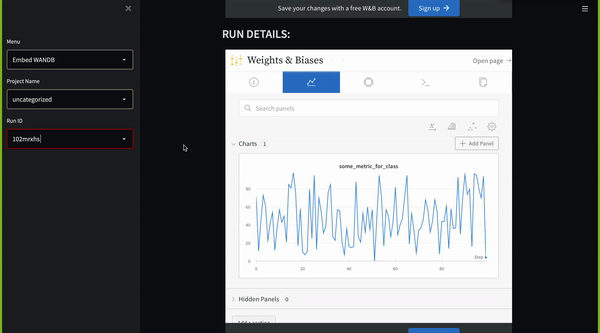 Save your changes with a free W&B account.
Sign up →
Menu
Embed WANDB
Project Name
uncategorized
Run ID
102mrxhs
RUN DETAILS:
Weights & Biases
Open page →
Search panels
Charts 1
+ Add Panel
some_metric_for_class
80
60
40
20
0
0
20
40
60
80
Step
Hidden Panels 0
Add a section